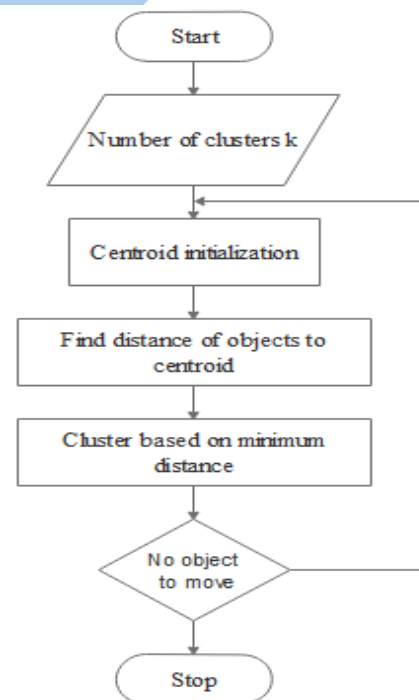 Start
Number of clusters k
Centroid initialization
Find distance of objects to
centroid
Cluster based on minimum
distance
No object
to move
Stop